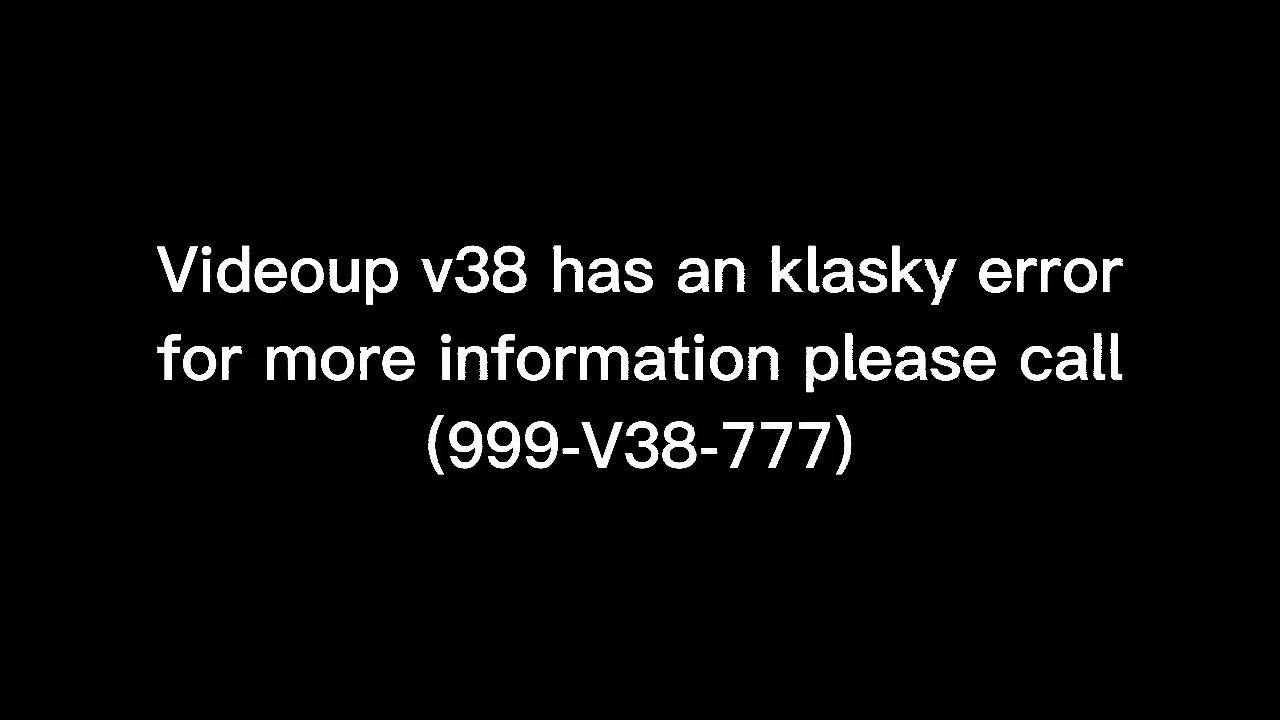 Videoup v38 has an klasky error
for more information please call
(999-V38-777)